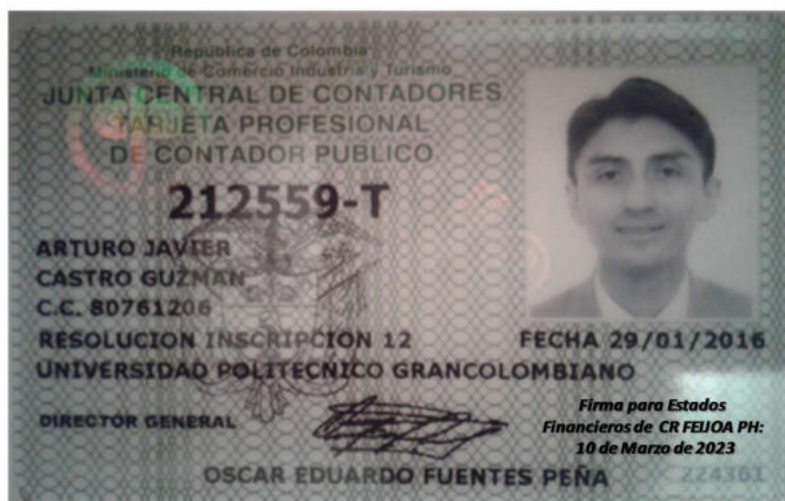 República de Colombia
Ministerio de Comercio Industria y Turismo
JUNTA CENTRAL DE CONTADORES
TARJETA PROFESIONAL
DE CONTADOR PUBLICO
212559-T
ARTURO JAVIER
CASTRO GUZMAN
C.C. 80761206
RESOLUCION INSCRIPCION 12
FECHA 29/01/2016
UNIVERSIDAD POLITECNICO GRANCOLOMBIANO
DIRECTOR GENERAL
Firma para Estados
Financieros de CR FEIJOA PH:
10 de Marzo de 2023
OSCAR EDUARDO FUENTES PEÑA
224361